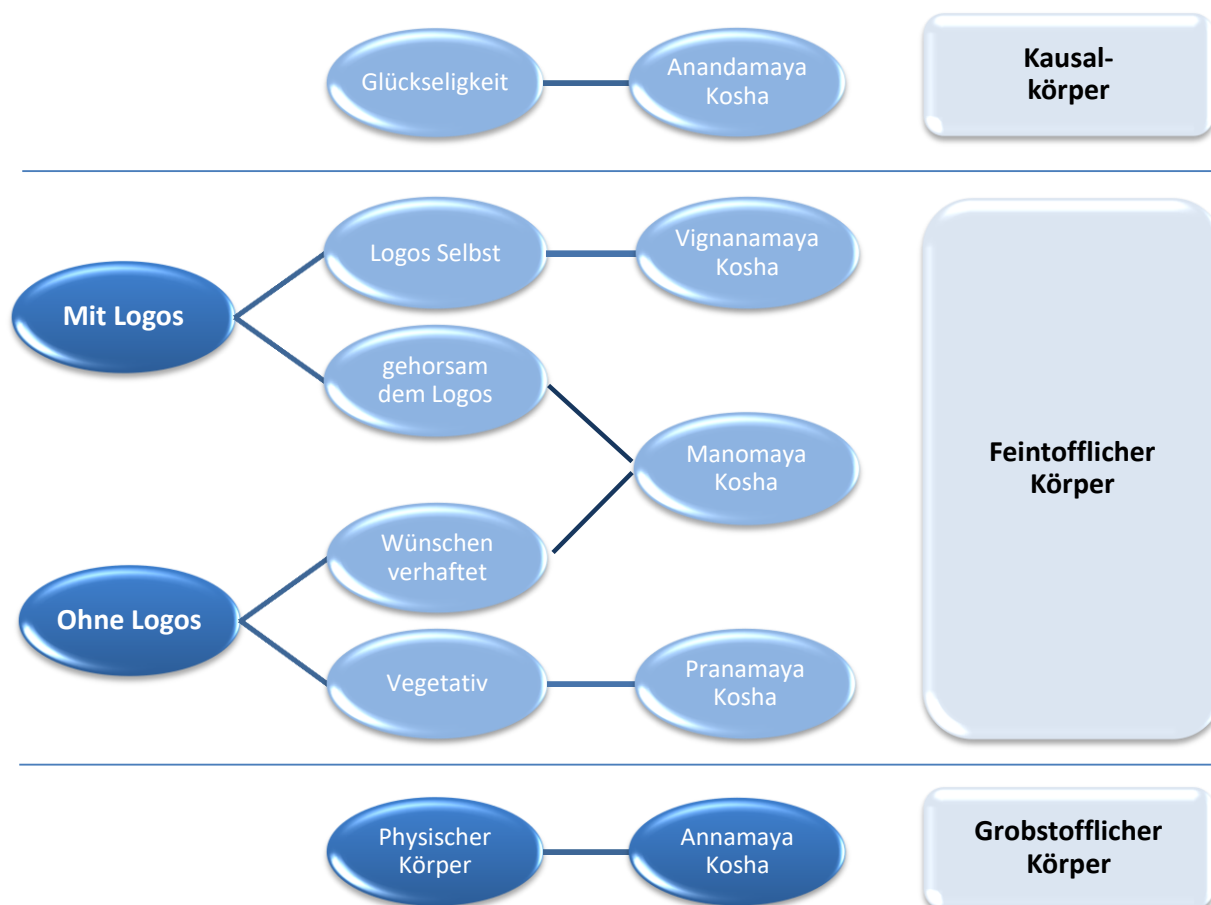 Glückseligkeit
Anandamaya
Kosha
Kausal-
körper
Mit Logos
Logos Selbst
Vignanamaya
Kosha
gehorsam
dem Logos
Manomaya
Kosha
Feintofflicher
Körper
Ohne Logos
Wünschen
verhaftet
Vegetativ
Pranamaya
Kosha
Physischer
Körper
Annamaya
Kosha
Grobstofflicher
Körper